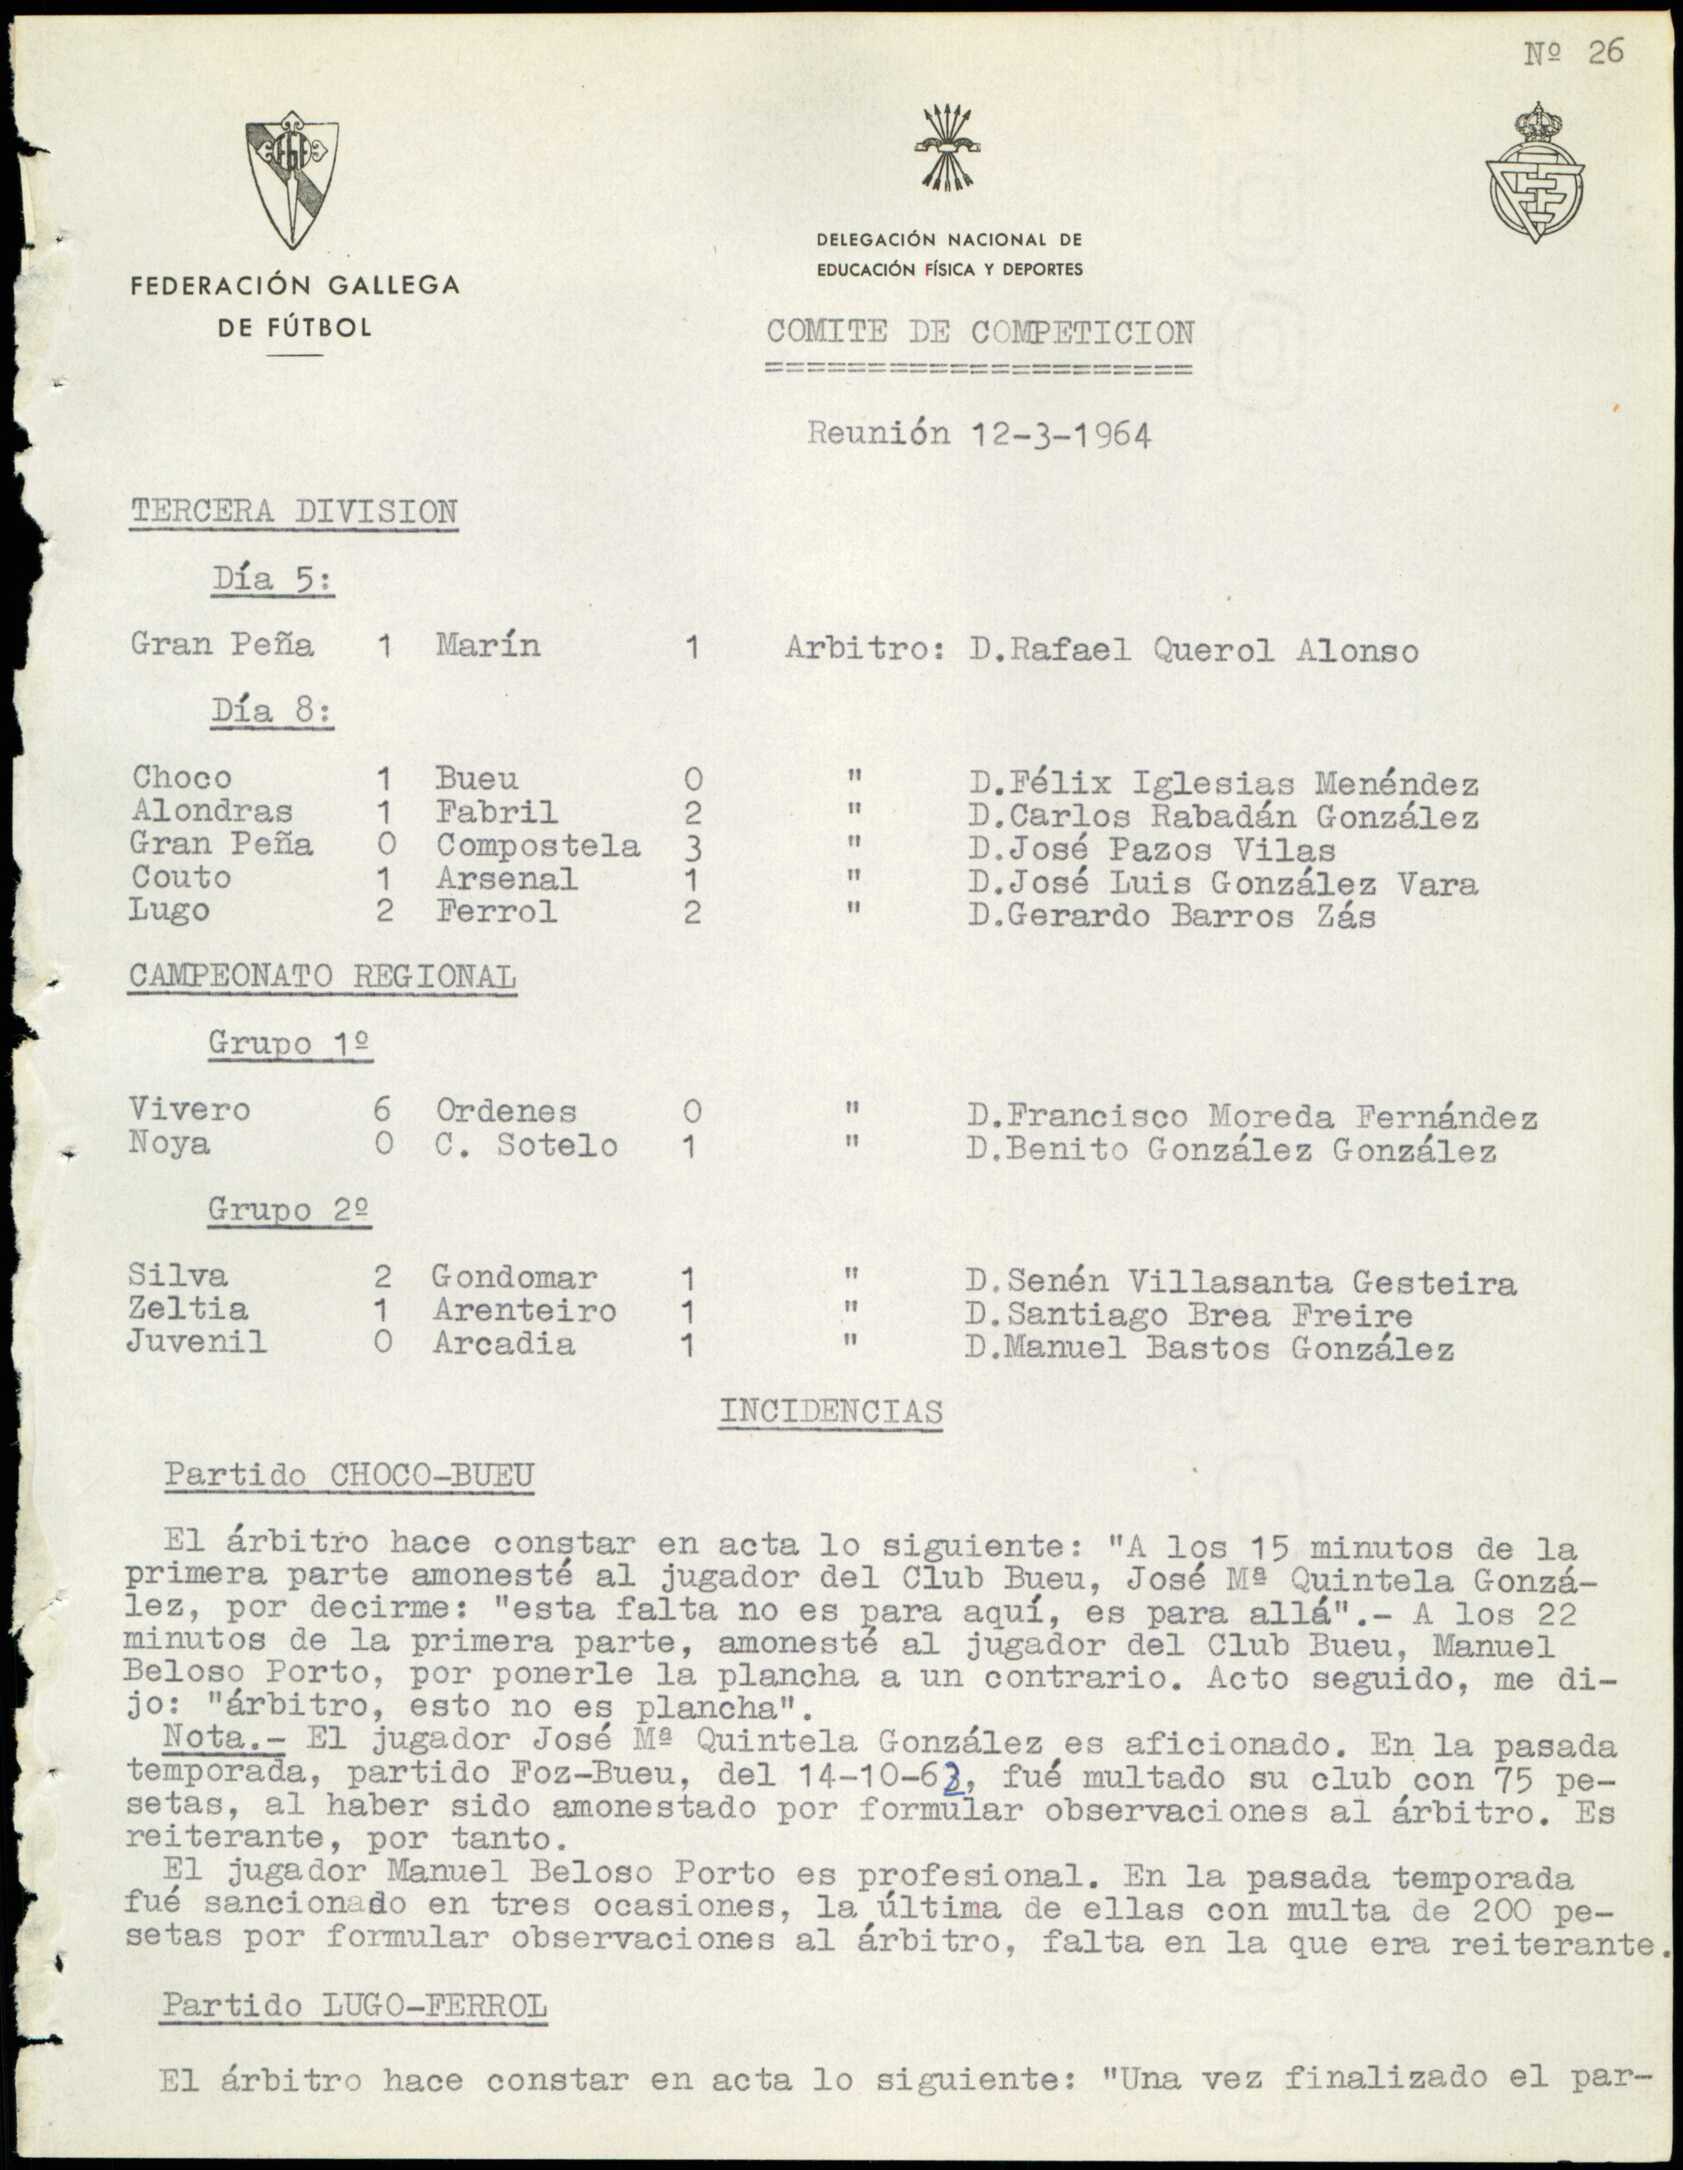 Nº 26
FEDERACIÓN GALLEGA
DE FÚTBOL
DELEGACIÓN NACIONAL DE
EDUCACIÓN FÍSICA Y DEPORTES
COMITE DE COMPETICION
=====================
Reunión 12-3-1964
TERCERA DIVISION
Día 5:
Gran Peña 1 Marín 1 Arbitro: D.Rafael Querol Alonso
Día 8:
Choco 1 Bueu 0 " D.Félix Iglesias Menéndez
Alondras 1 Fabril 2 " D.Carlos Rabadán González
Gran Peña 0 Compostela 3 " D.José Pazos Vilas
Couto 1 Arsenal 1 " D.José Luis González Vara
Lugo 2 Ferrol 2 " D.Gerardo Barros Zás
CAMPEONATO REGIONAL
Grupo 1º
Vivero 6 Ordenes 0 " D.Francisco Moreda Fernández
Noya 0 C. Sotelo 1 " D.Benito González González
Grupo 2º
Silva 2 Gondomar 1 " D.Senén Villasanta Gesteira
Zeltia 1 Arenteiro 1 " D.Santiago Brea Freire
Juvenil 0 Arcadia 1 " D.Manuel Bastos González
INCIDENCIAS
Partido CHOCO-BUEU
El árbitro hace constar en acta lo siguiente: "A los 15 minutos de la
primera parte amonesté al jugador del Club Bueu, José Mª Quintela Gonzá-
lez, por decirme: "esta falta no es para aquí, es para allá".- A los 22
minutos de la primera parte, amonesté al jugador del Club Bueu, Manuel
Beloso Porto, por ponerle la plancha a un contrario. Acto seguido, me di-
jo: "árbitro, esto no es plancha".
Nota.- El jugador José Mª Quintela González es aficionado. En la pasada
temporada, partido Foz-Bueu, del 14-10-62, fué multado su club con 75 pe-
setas, al haber sido amonestado por formular observaciones al árbitro. Es
reiterante, por tanto.
El jugador Manuel Beloso Porto es profesional. En la pasada temporada
fué sancionado en tres ocasiones, la última de ellas con multa de 200 pe-
setas por formular observaciones al árbitro, falta en la que era reiterante.
Partido LUGO-FERROL
El árbitro hace constar en acta lo siguiente: "Una vez finalizado el par-